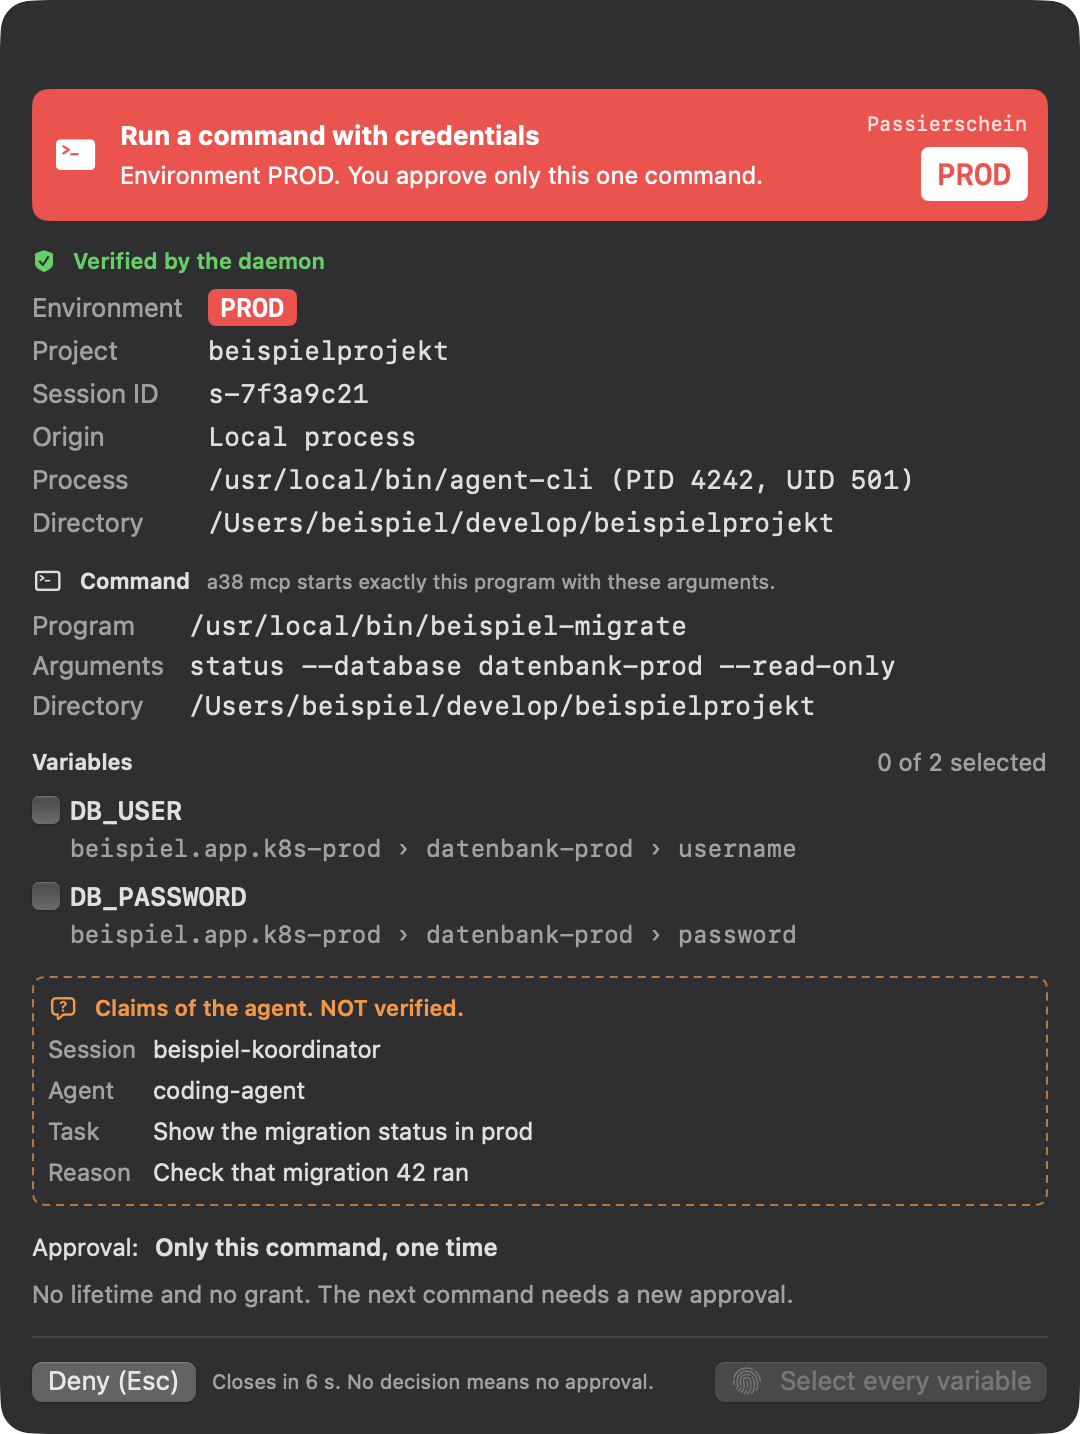 >_
Run a command with credentials
Environment PROD. You approve only this one command.
Passierschein
PROD
Verified by the daemon
Environment PROD
Project beispielprojekt
Session ID s-7f3a9c21
Origin Local process
Process /usr/local/bin/agent-cli (PID 4242, UID 501)
Directory /Users/beispiel/develop/beispielprojekt
Command a38 mcp starts exactly this program with these arguments.
Program /usr/local/bin/beispiel-migrate
Arguments status --database datenbank-prod --read-only
Directory /Users/beispiel/develop/beispielprojekt
Variables 0 of 2 selected
DB_USER
beispiel.app.k8s-prod › datenbank-prod › username
DB_PASSWORD
beispiel.app.k8s-prod › datenbank-prod › password
Claims of the agent. NOT verified.
Session beispiel-koordinator
Agent coding-agent
Task Show the migration status in prod
Reason Check that migration 42 ran
Approval: Only this command, one time
No lifetime and no grant. The next command needs a new approval.
Deny (Esc) Closes in 6 s. No decision means no approval. Select every variable